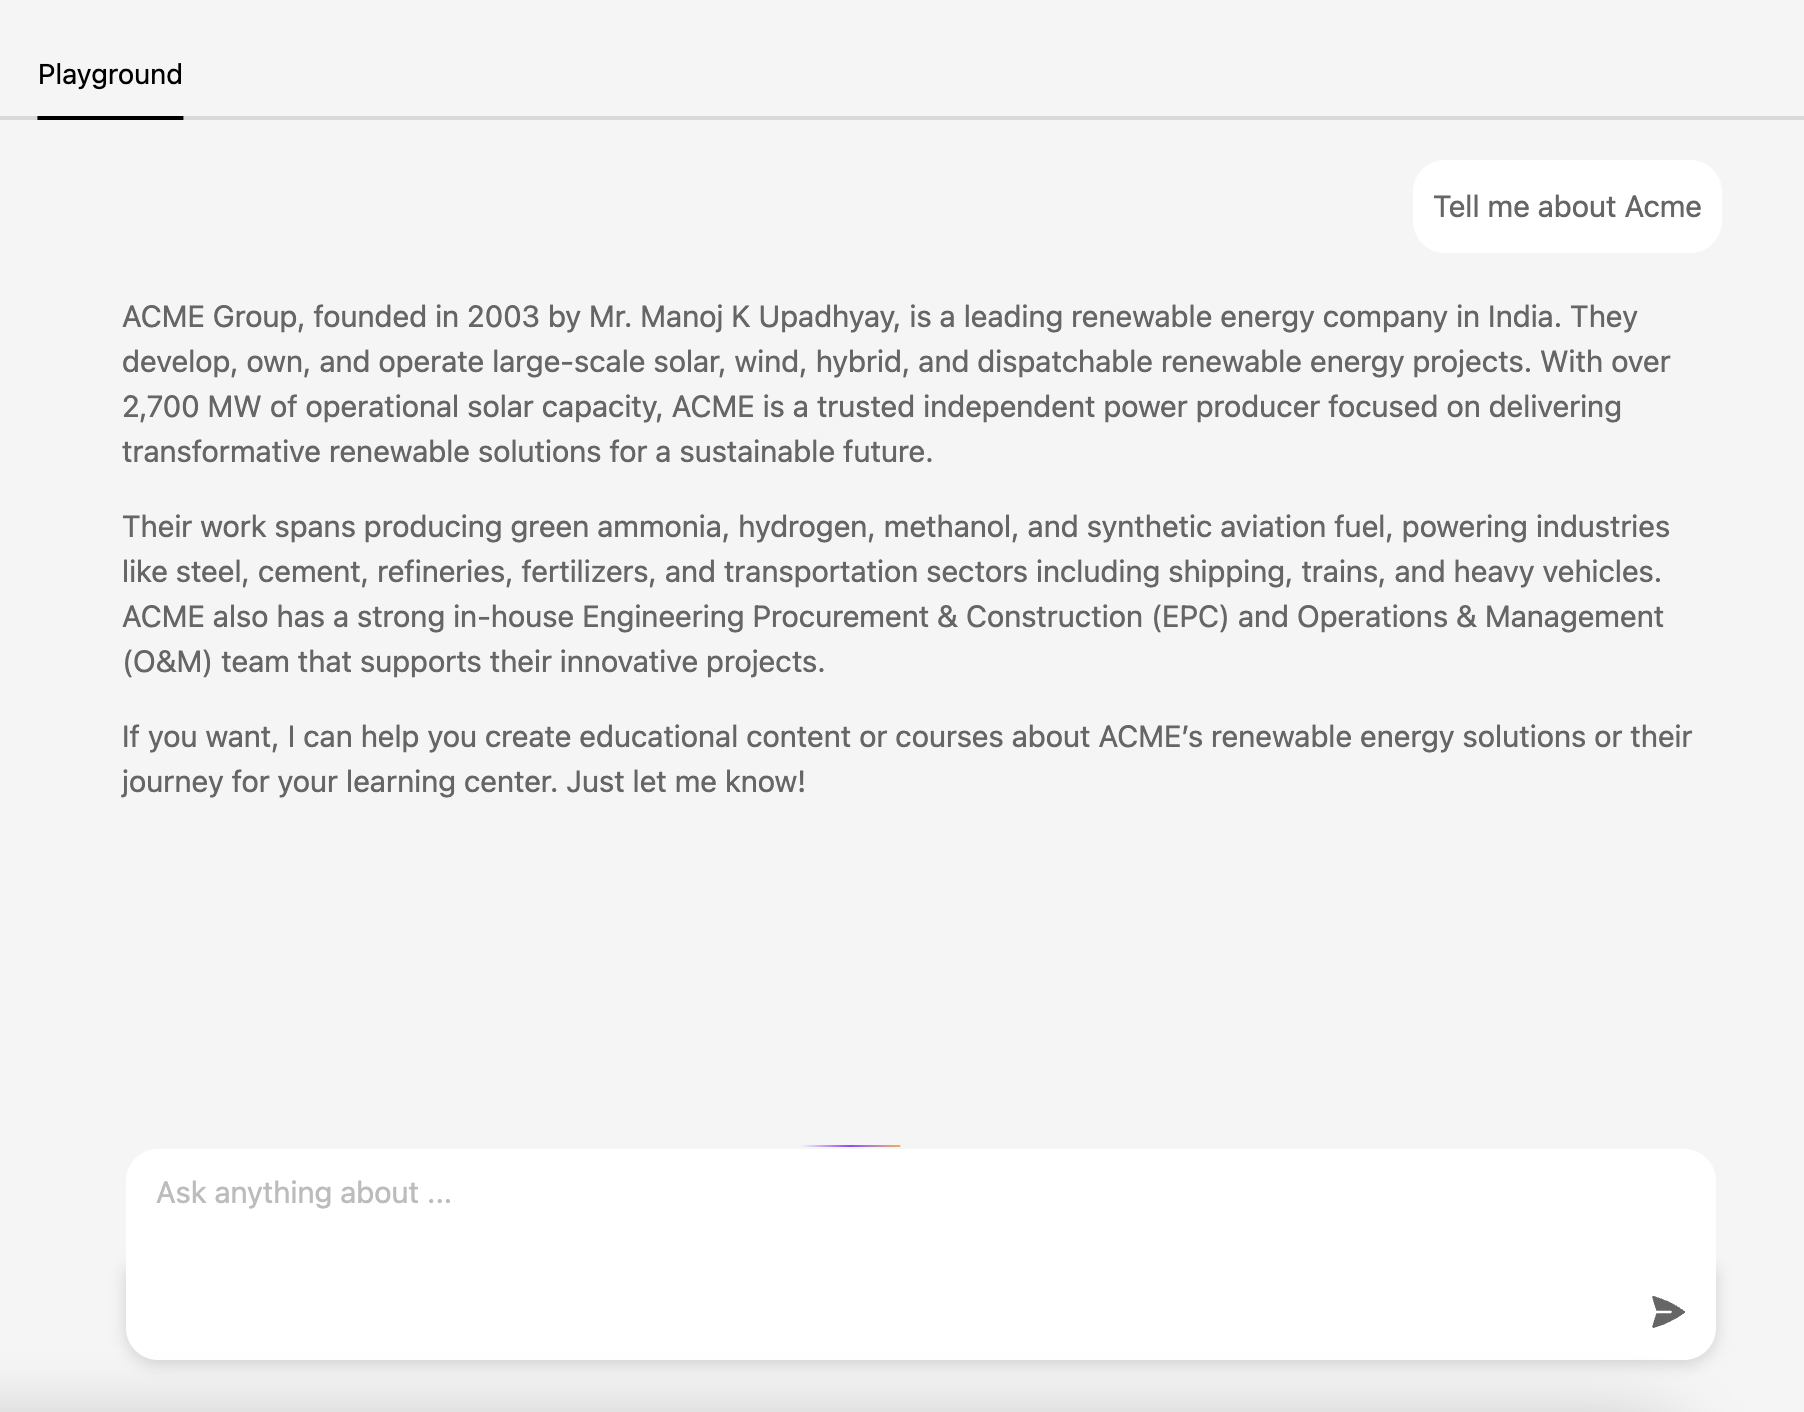 Playground
Tell me about Acme
ACME Group, founded in 2003 by Mr. Manoj K Upadhyay, is a leading renewable energy company in India. They
develop, own, and operate large-scale solar, wind, hybrid, and dispatchable renewable energy projects. With over
2,700 MW of operational solar capacity, ACME is a trusted independent power producer focused on delivering
transformative renewable solutions for a sustainable future.
Their work spans producing green ammonia, hydrogen, methanol, and synthetic aviation fuel, powering industries
like steel, cement, refineries, fertilizers, and transportation sectors including shipping, trains, and heavy vehicles.
ACME also has a strong in-house Engineering Procurement & Construction (EPC) and Operations & Management
(O&M) team that supports their innovative projects.
If you want, I can help you create educational content or courses about ACME’s renewable energy solutions or their
journey for your learning center. Just let me know!
Ask anything about ...